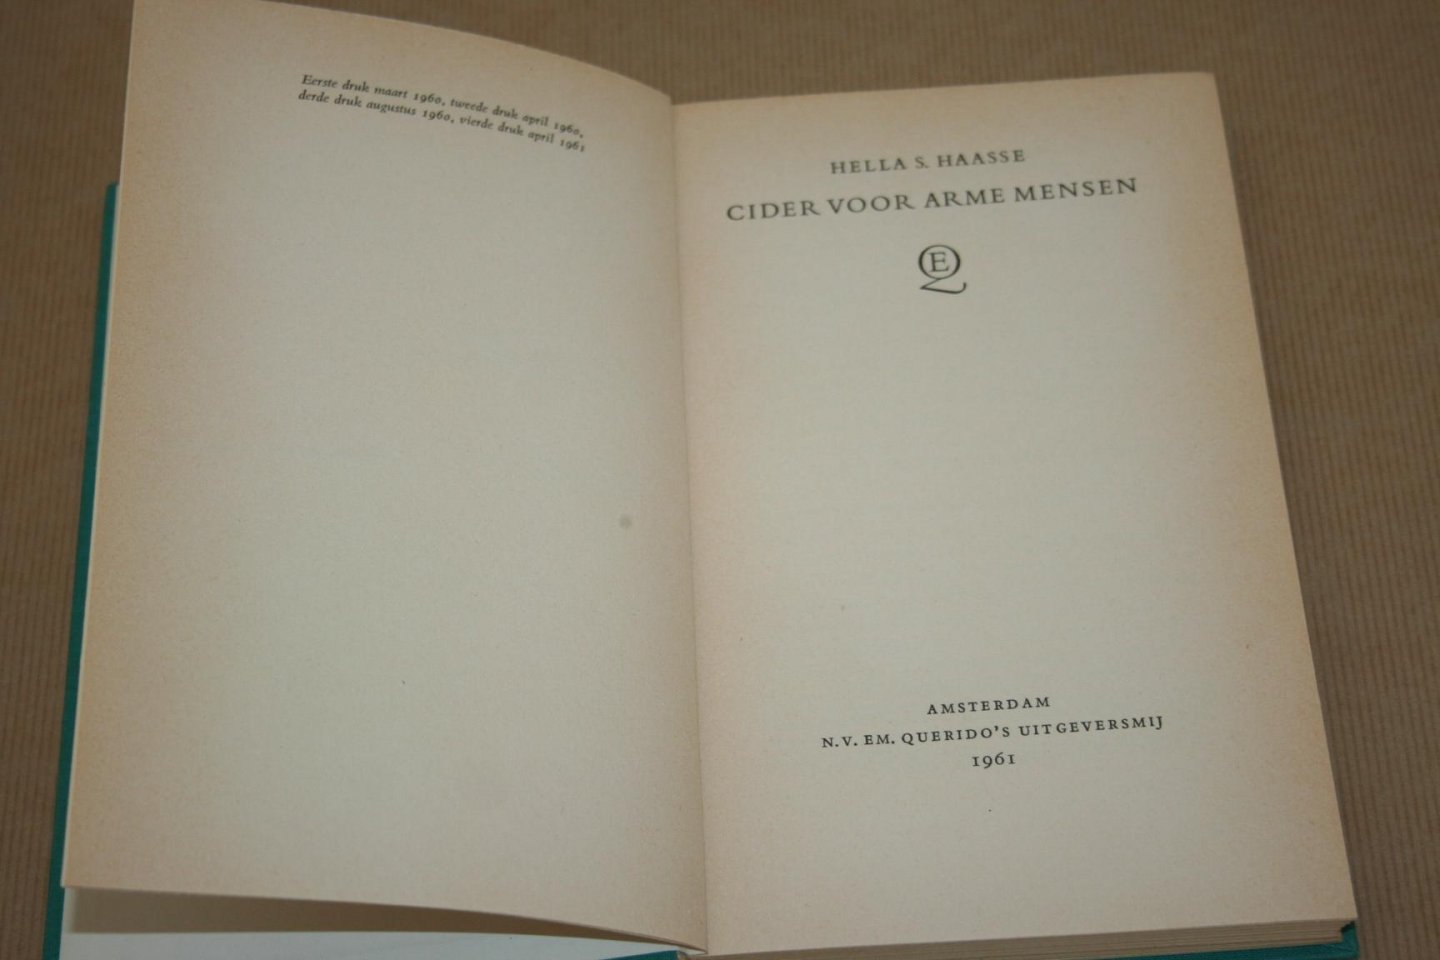 Eerste druk maart 1960, tweede druk april 1960,
derde druk augustus 1960, vierde druk april 1961
HELLA S. HAASSE
CIDER VOOR ARME MENSEN
EQ
AMSTERDAM
N.V. EM. QUERIDO'S UITGEVERSMIJ
1961